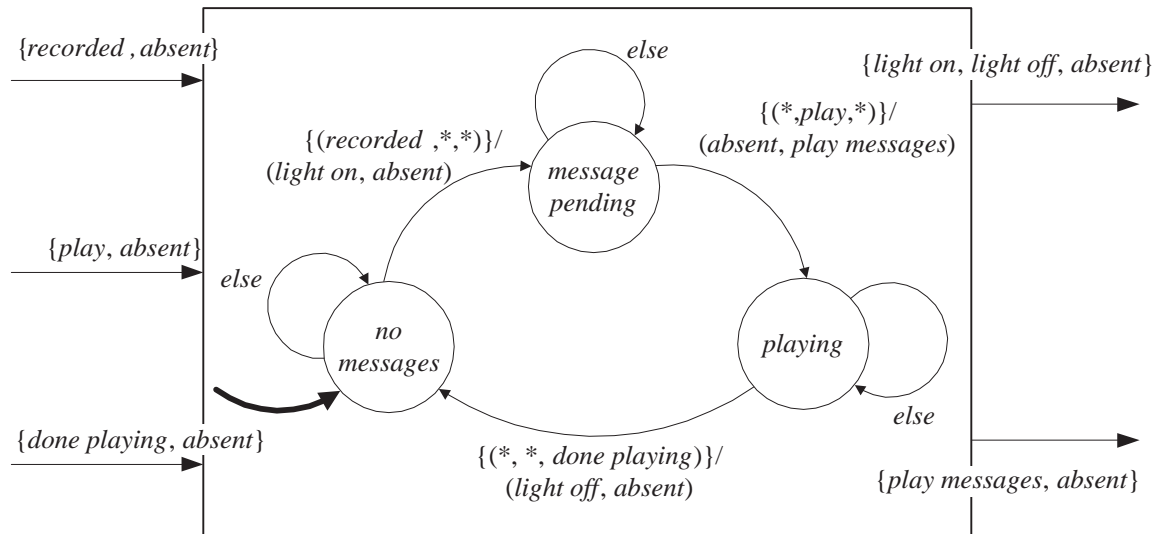 {recorded , absent}
else
{light on, light off, absent}
{(*,play,*)}/
(absent, play messages)
{(recorded ,*,*)}/
(light on, absent)
message
pending
{play, absent}
else
no
messages
playing
else
{done playing, absent}
{(*, *, done playing)}/
(light off, absent)
{play messages, absent}